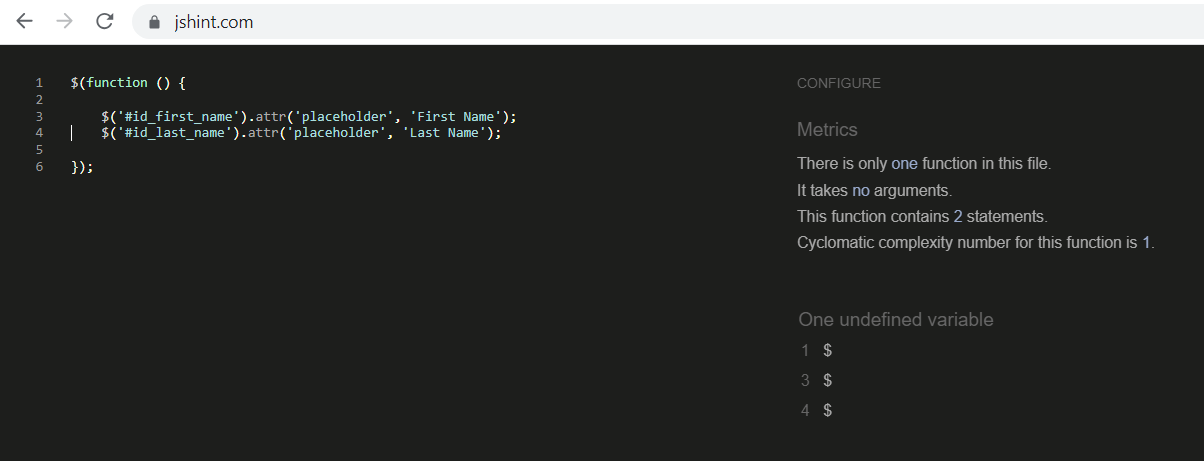 jshint.com
1 $(function () {
2
3 $('#id_first_name').attr('placeholder', 'First Name');
4 $('#id_last_name').attr('placeholder', 'Last Name');
5
6 });
CONFIGURE
Metrics
There is only one function in this file.
It takes no arguments.
This function contains 2 statements.
Cyclomatic complexity number for this function is 1.
One undefined variable
1 $
3 $
4 $